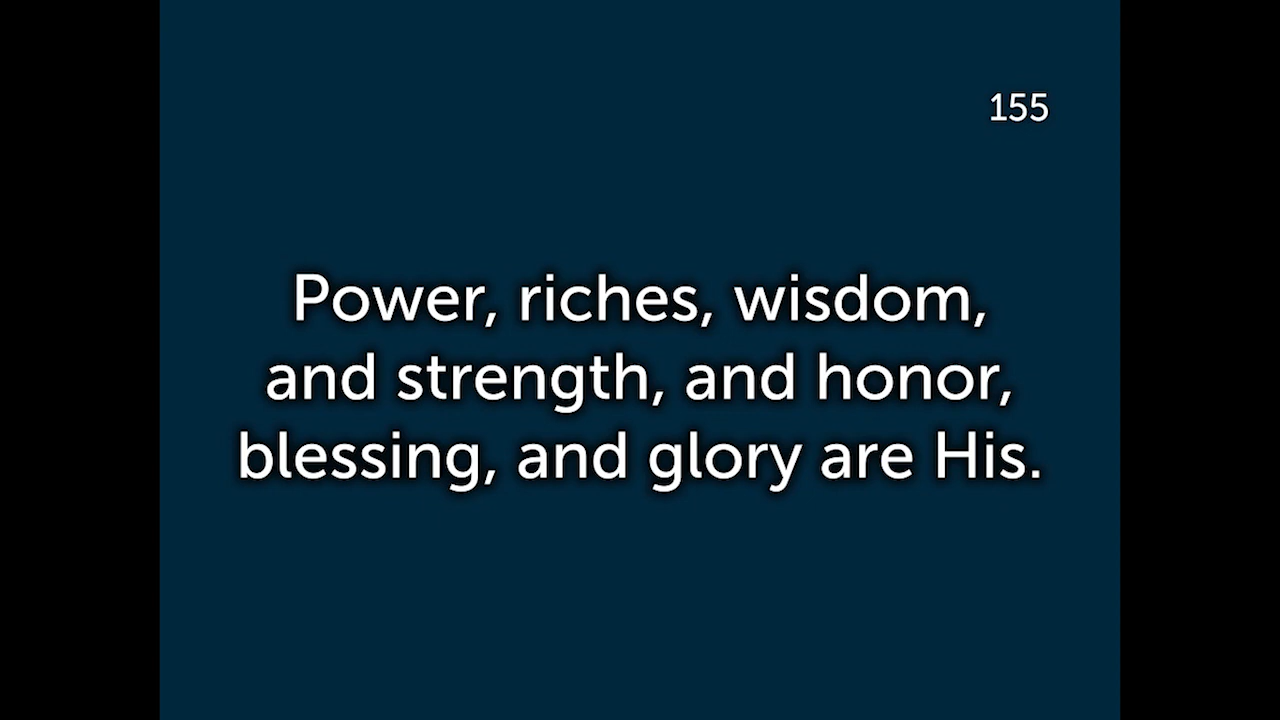 155
Power, riches, wisdom,
and strength, and honor,
blessing, and glory are His.